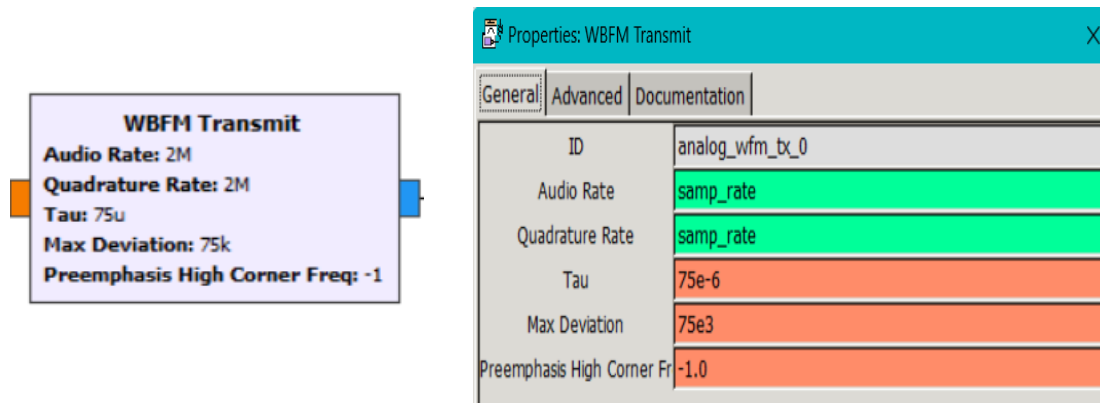 WBFM Transmit
Audio Rate: 2M
Quadrature Rate: 2M
Tau: 75u
Max Deviation: 75k
Preemphasis High Corner Freq: -1
Properties: WBFM Transmit X
General Advanced Documentation
ID analog_wfm_tx_0
Audio Rate samp_rate
Quadrature Rate samp_rate
Tau 75e-6
Max Deviation 75e3
Preemphasis High Corner Fr -1.0